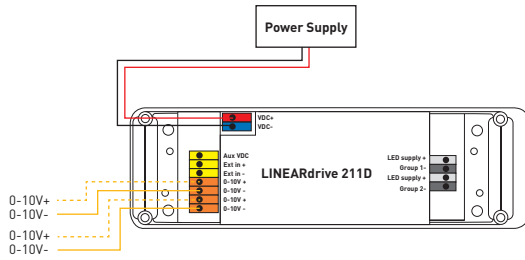 Power Supply
VDC+
VDC-
Aux VDC
Ext in +
Ext in -
0-10V +
0-10V -
0-10V +
0-10V -
LINEARdrive 211D
LED supply +
Group 1-
LED supply +
Group 2-
0-10V+
0-10V-
0-10V+
0-10V-